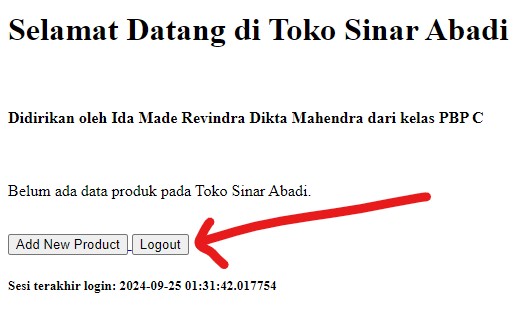 Selamat Datang di Toko Sinar Abadi
Didirikan oleh Ida Made Revindra Dikta Mahendra dari kelas PBP C
Belum ada data produk pada Toko Sinar Abadi.
Add New Product Logout
Sesi terakhir login: 2024-09-25 01:31:42.017754